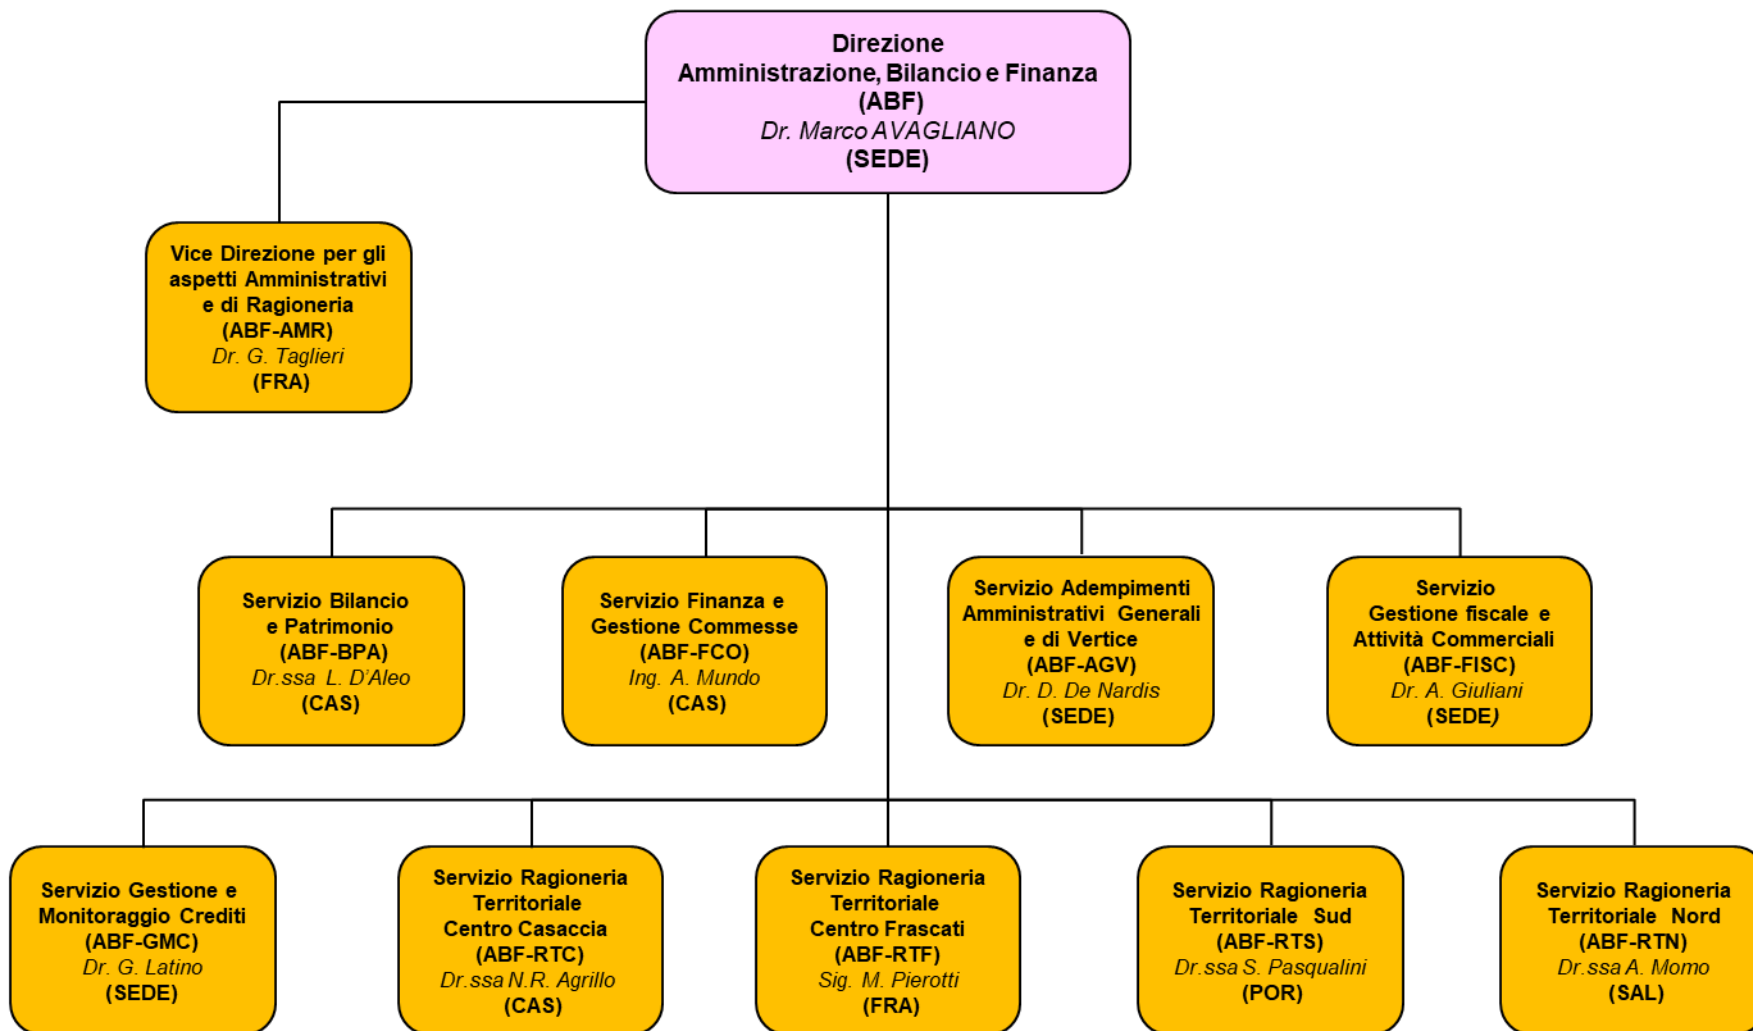 Direzione
Amministrazione, Bilancio e Finanza
(ABF)
Dr. Marco AVAGLIANO
(SEDE)
Vice Direzione per gli
aspetti Amministrativi
e di Ragioneria
(ABF-AMR)
Dr. G. Taglieri
(FRA)
Servizio Bilancio
e Patrimonio
(ABF-BPA)
Dr.ssa L. D'Aleo
(CAS)
Servizio Finanza e
Gestione Commesse
(ABF-FCO)
Ing. A. Mundo
(CAS)
Servizio Adempimenti
Amministrativi Generali
e di Vertice
(ABF-AGV)
Dr. D. De Nardis
(SEDE)
Servizio
Gestione fiscale e
Attività Commerciali
(ABF-FISC)
Dr. A. Giuliani
(SEDE)
Servizio Gestione e
Monitoraggio Crediti
(ABF-GMC)
Dr. G. Latino
(SEDE)
Servizio Ragioneria
Territoriale
Centro Casaccia
(ABF-RTC)
Dr.ssa N.R. Agrillo
(CAS)
Servizio Ragioneria
Territoriale
Centro Frascati
(ABF-RTF)
Sig. M. Pierotti
(FRA)
Servizio Ragioneria
Territoriale Sud
(ABF-RTS)
Dr.ssa S. Pasqualini
(POR)
Servizio Ragioneria
Territoriale Nord
(ABF-RTN)
Dr.ssa A. Momo
(SAL)